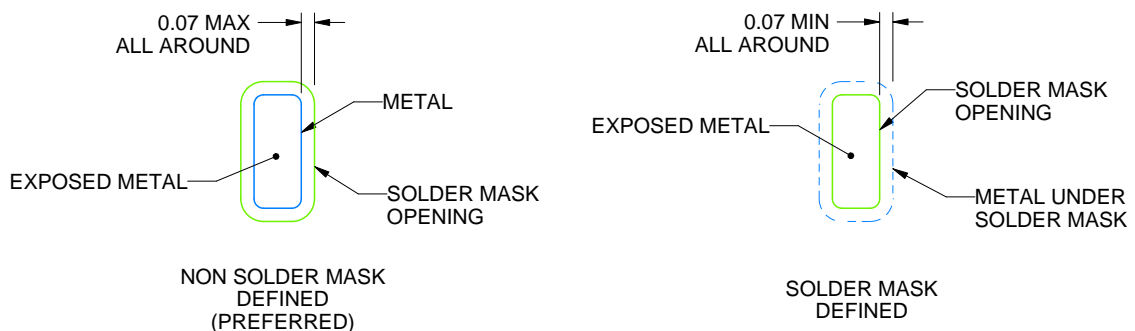 0.07 MAX
ALL AROUND
METAL
EXPOSED METAL
SOLDER MASK
OPENING
NON SOLDER MASK
DEFINED
(PREFERRED)
0.07 MIN
ALL AROUND
SOLDER MASK
OPENING
EXPOSED METAL
METAL UNDER
SOLDER MASK
SOLDER MASK
DEFINED